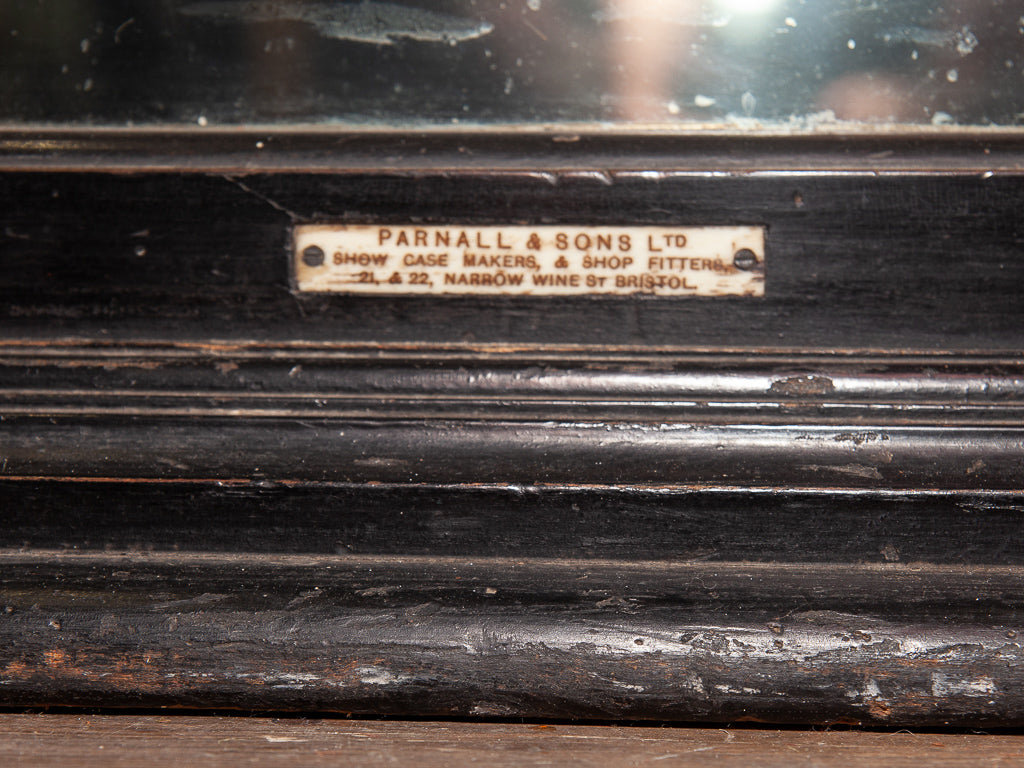 PARNALL & SONS LTD
SHOW CASE MAKERS, & SHOP FITTERS,
21, & 22, NARROW WINE ST BRISTOL.